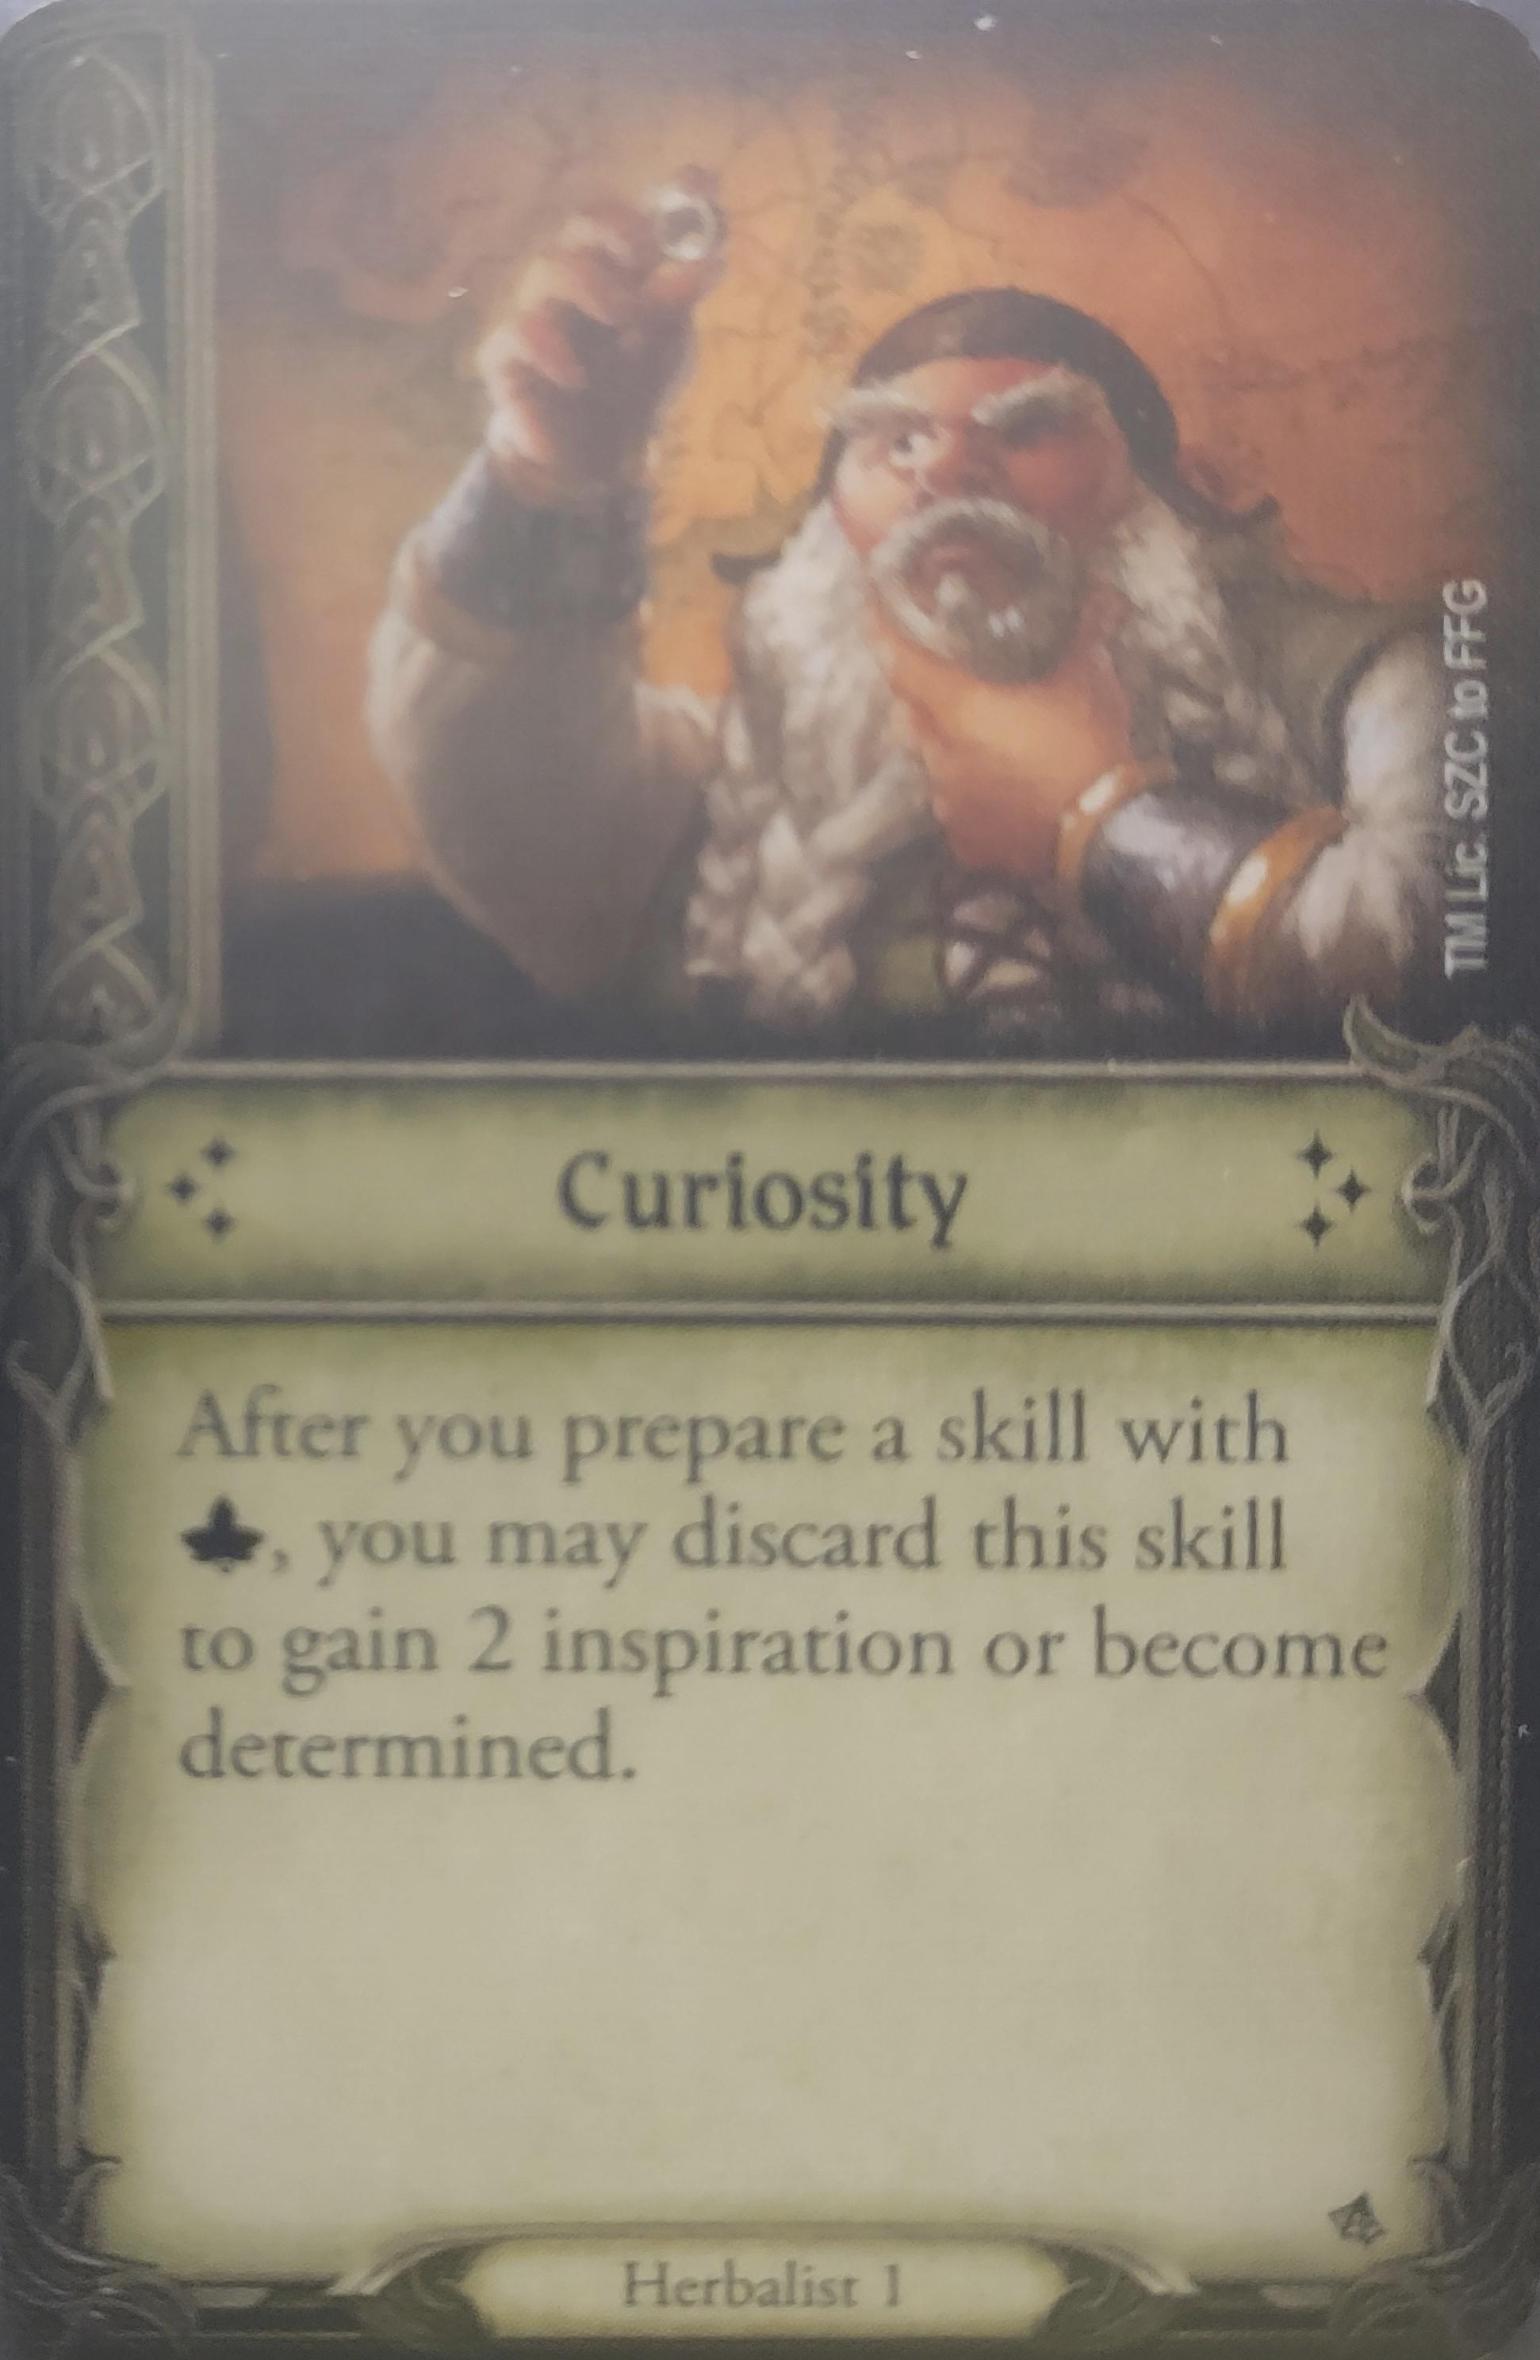 TM Lic. SZC to FFG
Curiosity
After you prepare a skill with
, you may discard this skill
to gain 2 inspiration or become
determined.
Herbalist 1